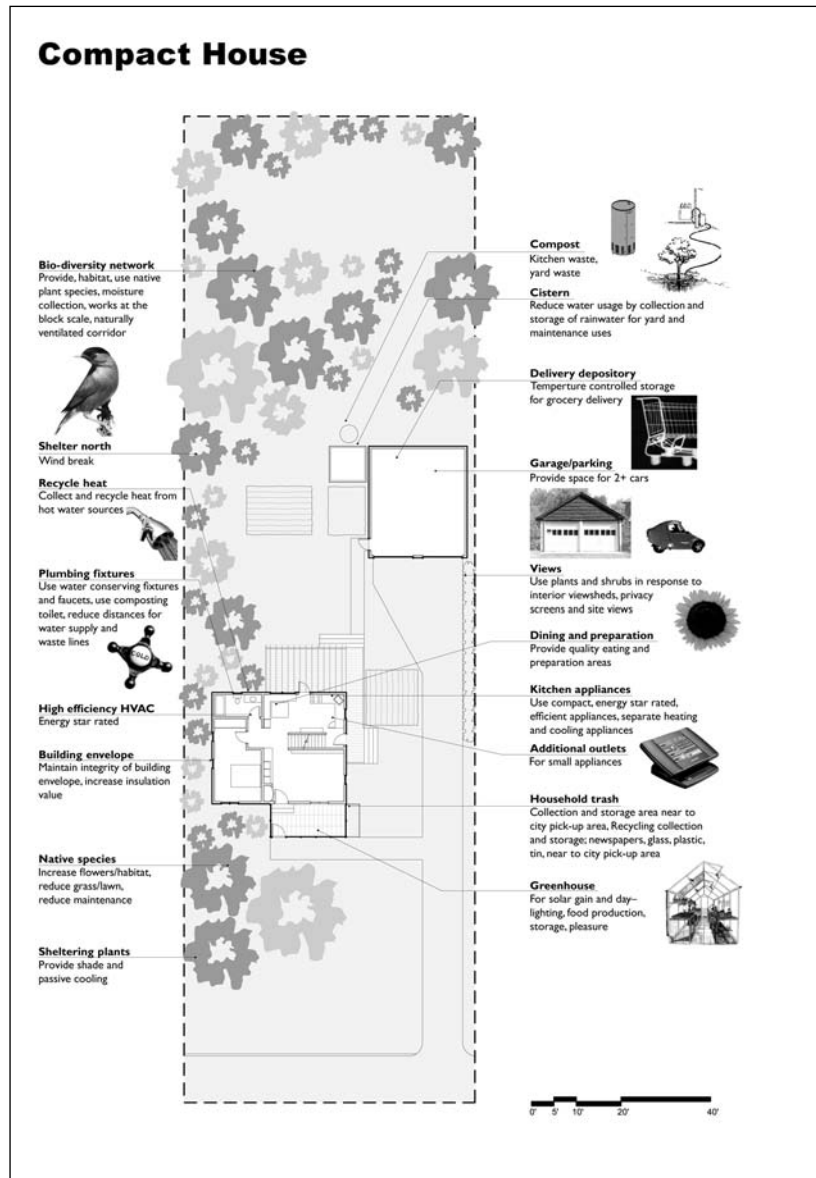 Compact House
Bio-diversity network
Provide, habitat, use native
plant species, moisture
collection, works at the
block scale, naturally
ventilated corridor
Shelter north
Wind break
Recycle heat
Collect and recycle heat from
hot water sources
Plumbing fixtures
Use water conserving fixtures
and faucets, use composting
toilet, reduce distances for
water supply and
waste lines
COLD
High efficiency HVAC
Energy star rated
Building envelope
Maintain integrity of building
envelope, increase insulation
value
Native species
Increase flowers/habitat,
reduce grass/lawn,
reduce maintenance
Sheltering plants
Provide shade and
passive cooling
Compost
Kitchen waste,
yard waste
Cistern
Reduce water usage by collection and
storage of rainwater for yard and
maintenance uses
Delivery depository
Temperture controlled storage
for grocery delivery
Garage/parking
Provide space for 2+ cars
Views
Use plants and shrubs in response to
interior viewsheds, privacy
screens and site views
Dining and preparation
Provide quality eating and
preparation areas
Kitchen appliances
Use compact, energy star rated,
efficient appliances, separate heating
and cooling appliances
Additional outlets
For small appliances
Household trash
Collection and storage area near to
city pick-up area, Recycling collection
and storage; newspapers, glass, plastic,
tin, near to city pick-up area
Greenhouse
For solar gain and day–
lighting, food production,
storage, pleasure
0' 5' 10' 20' 40'